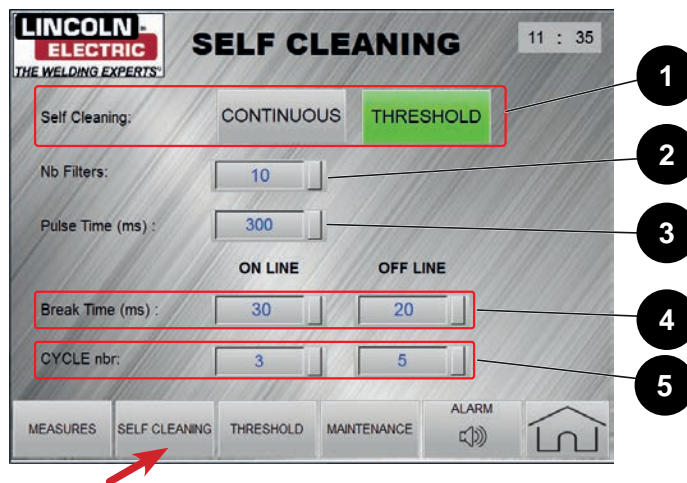 LINCOLN
ELECTRIC
THE WELDING EXPERTS®
SELF CLEANING
11 : 35
1
Self Cleaning:
CONTINUOUS
THRESHOLD
2
Nb Filters:
10
3
Pulse Time (ms) :
300
ON LINE
OFF LINE
4
Break Time (ms) :
30
20
5
CYCLE nbr:
3
5
MEASURES
SELF CLEANING
THRESHOLD
MAINTENANCE
ALARM